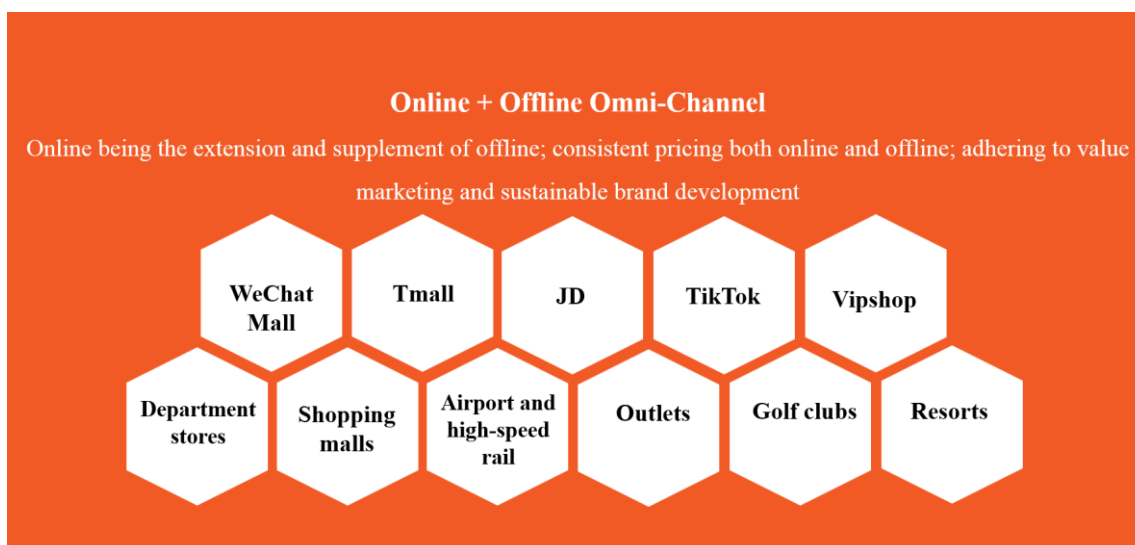 Online + Offline Omni-Channel
Online being the extension and supplement of offline; consistent pricing both online and offline; adhering to value
marketing and sustainable brand development
WeChat
Mall
Tmall
JD
TikTok
Vipshop
Department
stores
Shopping
malls
Airport and
high-speed
rail
Outlets
Golf clubs
Resorts